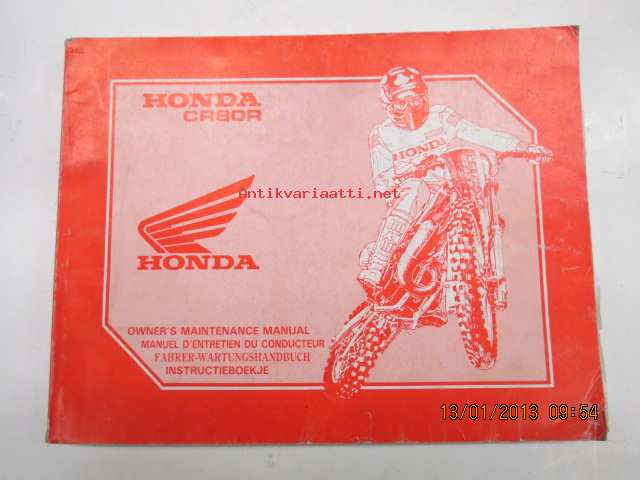 HONDA
CR80R
HONDA
Antikvariaatti.net
HONDA
OWNER'S MAINTENANCE MANUAL
MANUEL D'ENTRETIEN DU CONDUCTEUR
FAHRER-WARTUNGSHANDBUCH
INSTRUCTIEBOEKJE
13/01/2013 09:54